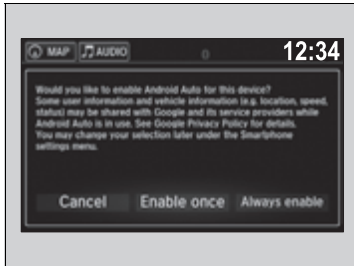 MAP AUDIO 0 12:34
Would you like to enable Android Auto for this
device?
Some user information and vehicle information (e.g. location, speed,
status) may be shared with Google and its service providers while
Android Auto is in use. See Google Privacy Policy for details.
You may change your selection later under the Smartphone
settings menu.
Cancel Enable once Always enable